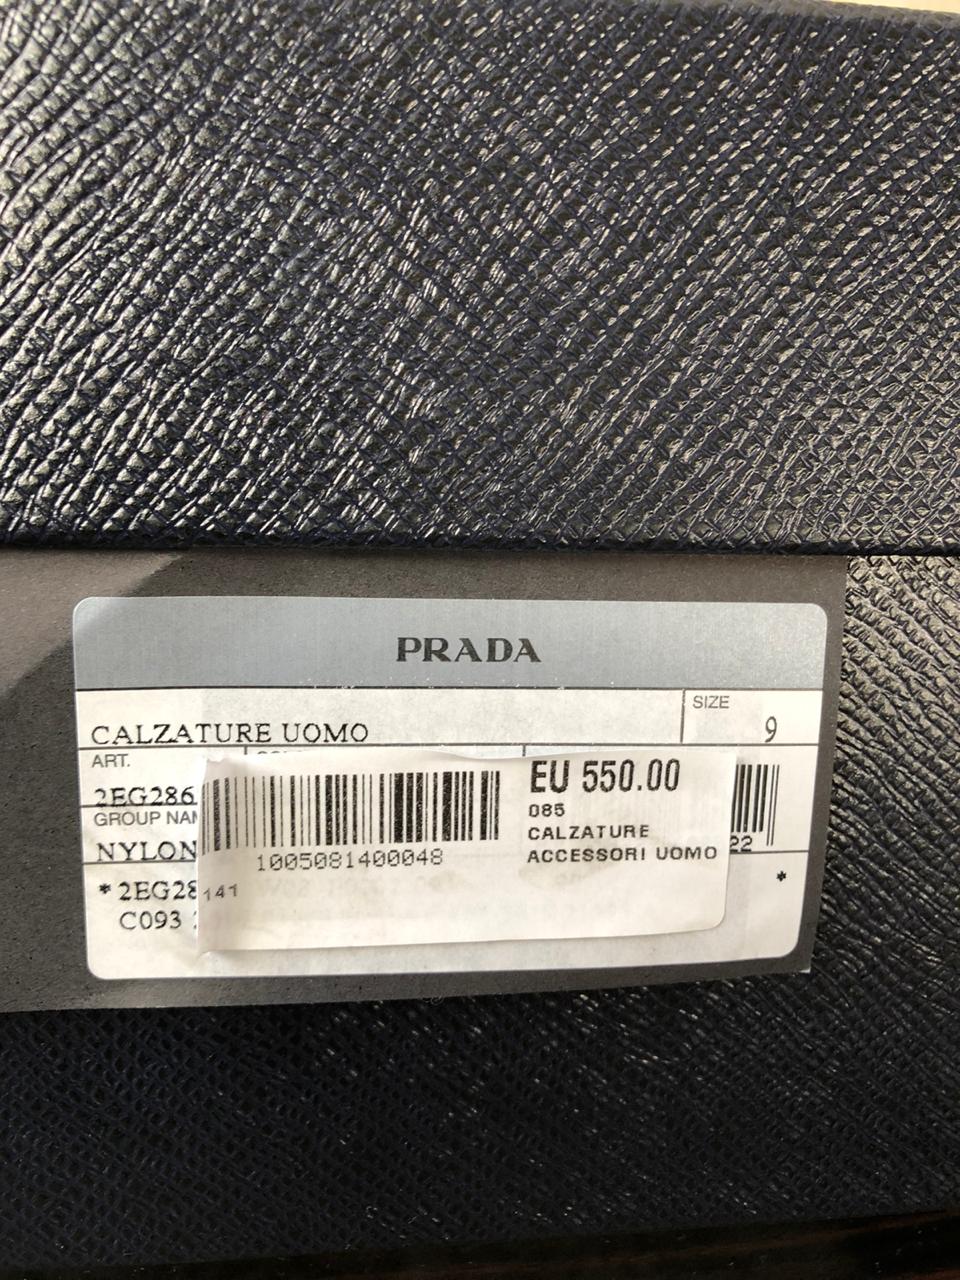 PRADA
SIZE
CALZATURE UOMO
9
ART.
2EG286
EU 550.00
085
GROUP NAM
CALZATURE
NYLON
1005081400048
ACCESSORI UOMO
22
* 2EG28
141
*
C093